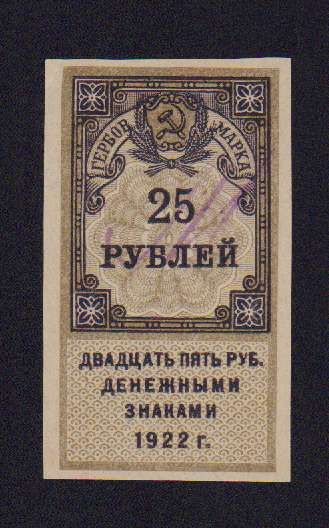 ГЕРБОВ. МАРКА
25
РУБЛЕЙ
ДВАДЦАТЬ ПЯТЬ РУБ.
ДЕНЕЖНЫМИ
ЗНАКАМИ
1922 г.